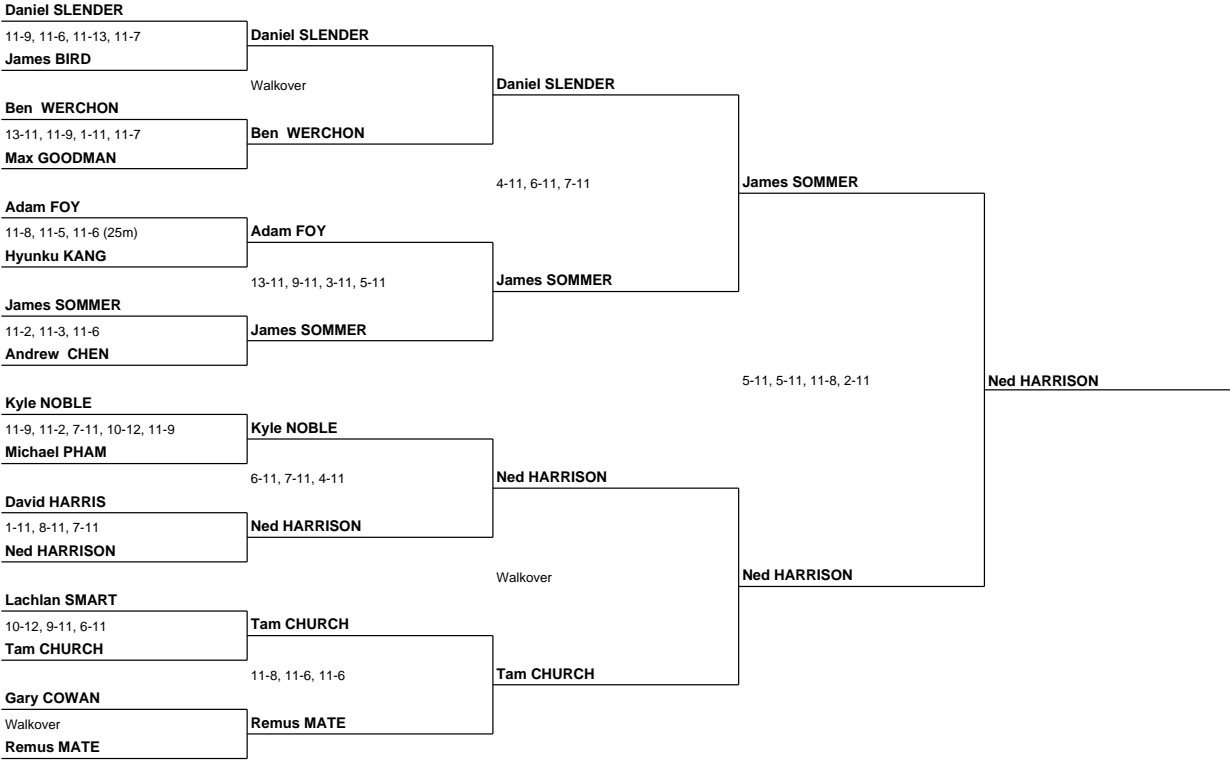 Daniel SLENDER
11-9, 11-6, 11-13, 11-7
James BIRD
Ben  WERCHON
13-11, 11-9, 1-11, 11-7
Max GOODMAN
Adam FOY
11-8, 11-5, 11-6 (25m)
Hyunku KANG
James SOMMER
11-2, 11-3, 11-6
Andrew  CHEN
Kyle NOBLE
11-9, 11-2, 7-11, 10-12, 11-9
Michael PHAM
David HARRIS
1-11, 8-11, 7-11
Ned HARRISON
Lachlan SMART
10-12, 9-11, 6-11
Tam CHURCH
Gary COWAN
Walkover
Remus MATE
Daniel SLENDER
Walkover
Ben  WERCHON
Adam FOY
13-11, 9-11, 3-11, 5-11
James SOMMER
Kyle NOBLE
6-11, 7-11, 4-11
Ned HARRISON
Tam CHURCH
11-8, 11-6, 11-6
Remus MATE
Daniel SLENDER
4-11, 6-11, 7-11
James SOMMER
Ned HARRISON
Walkover
Tam CHURCH
James SOMMER
5-11, 5-11, 11-8, 2-11
Ned HARRISON
Ned HARRISON